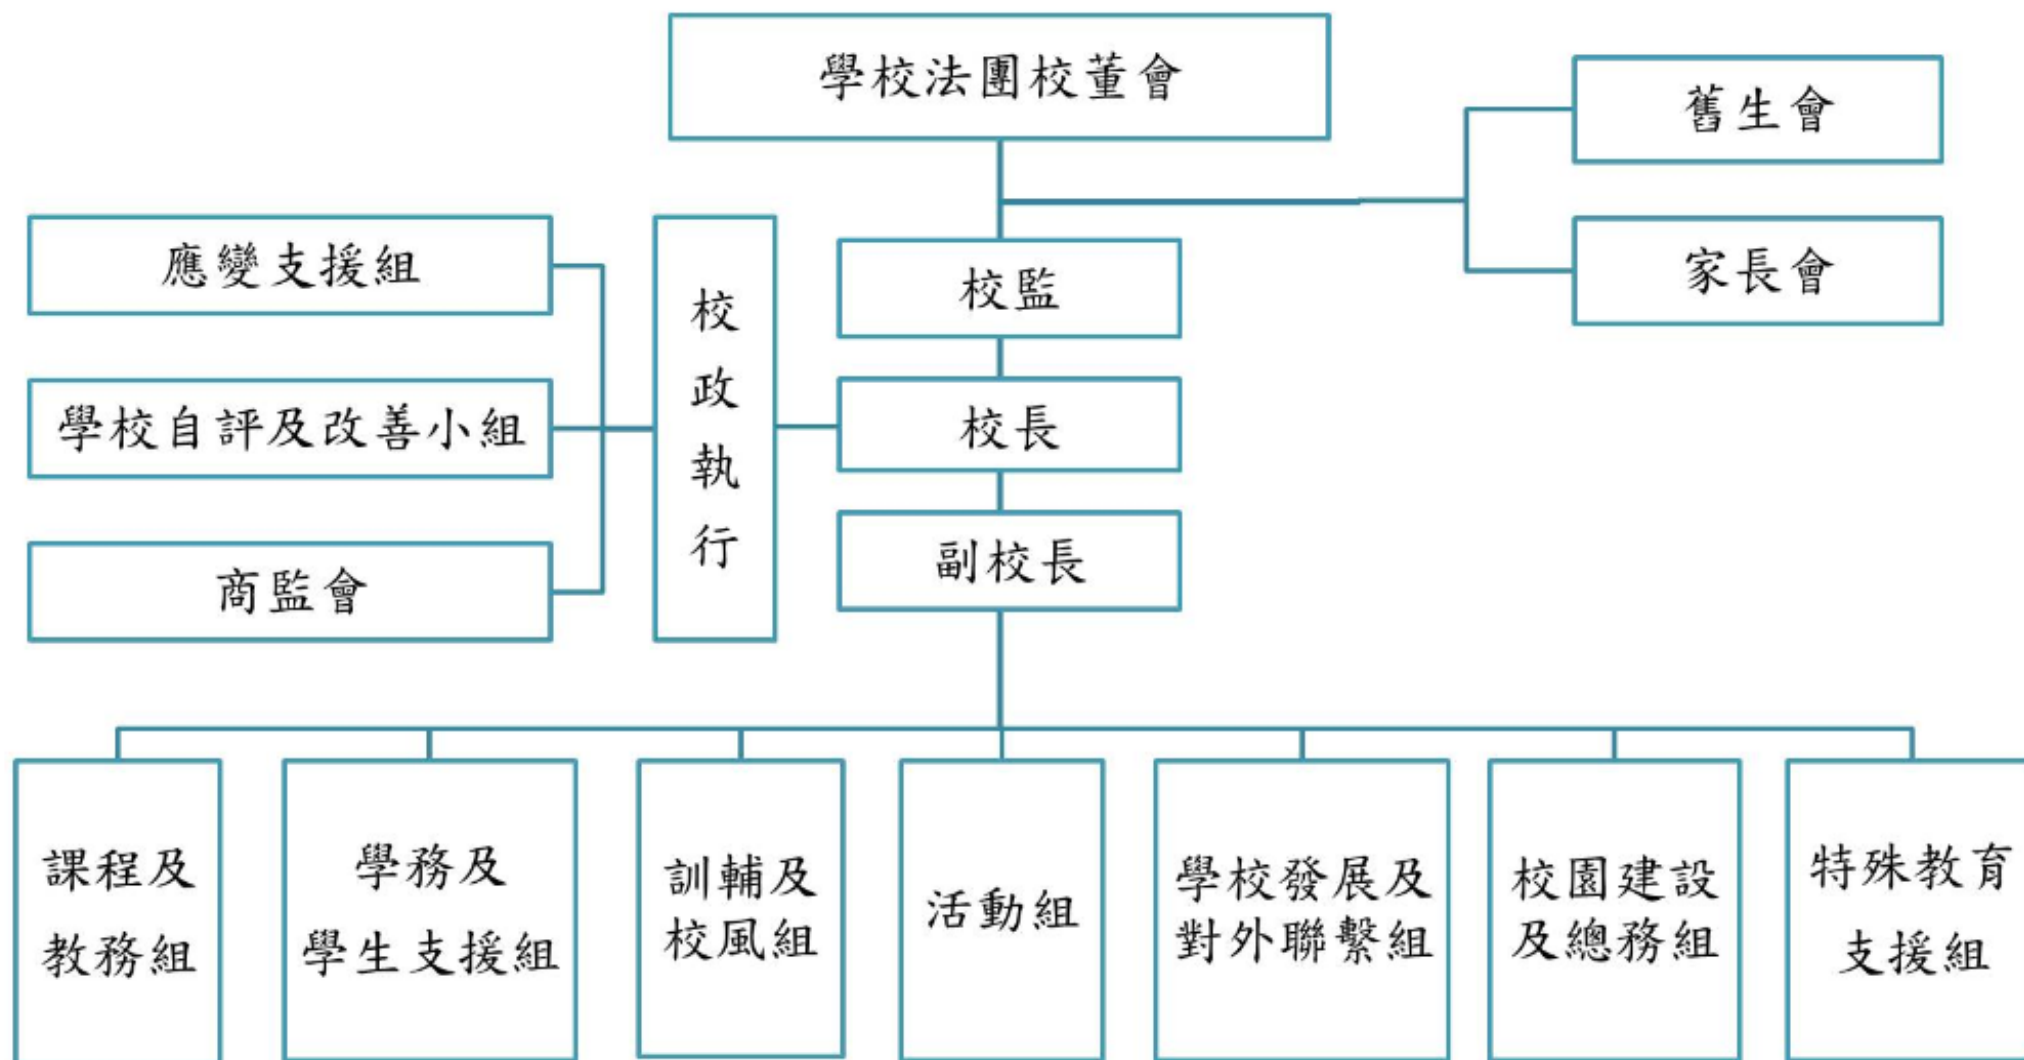 學校法團校董會
舊生會
家長會
應變支援組
學校自評及改善小組
商監會
校
政
執
行
校監
校長
副校長
課程及
教務組
學務及
學生支援組
訓輔及
校風組
活動組
學校發展及
對外聯繫組
校園建設
及總務組
特殊教育
支援組